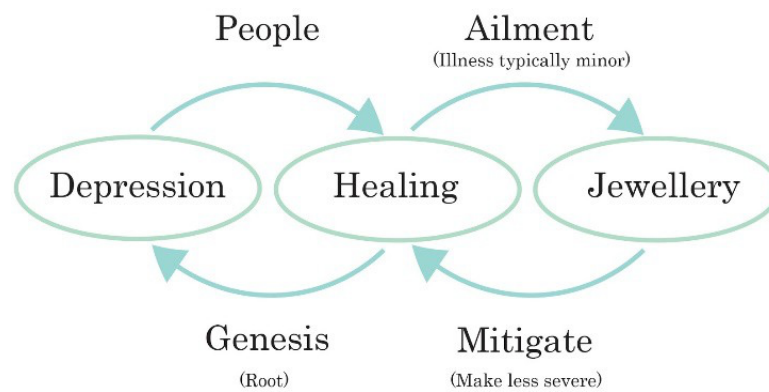 People
Ailment
(Illness typically minor)
Depression
Healing
Jewellery
Genesis
(Root)
Mitigate
(Make less severe)